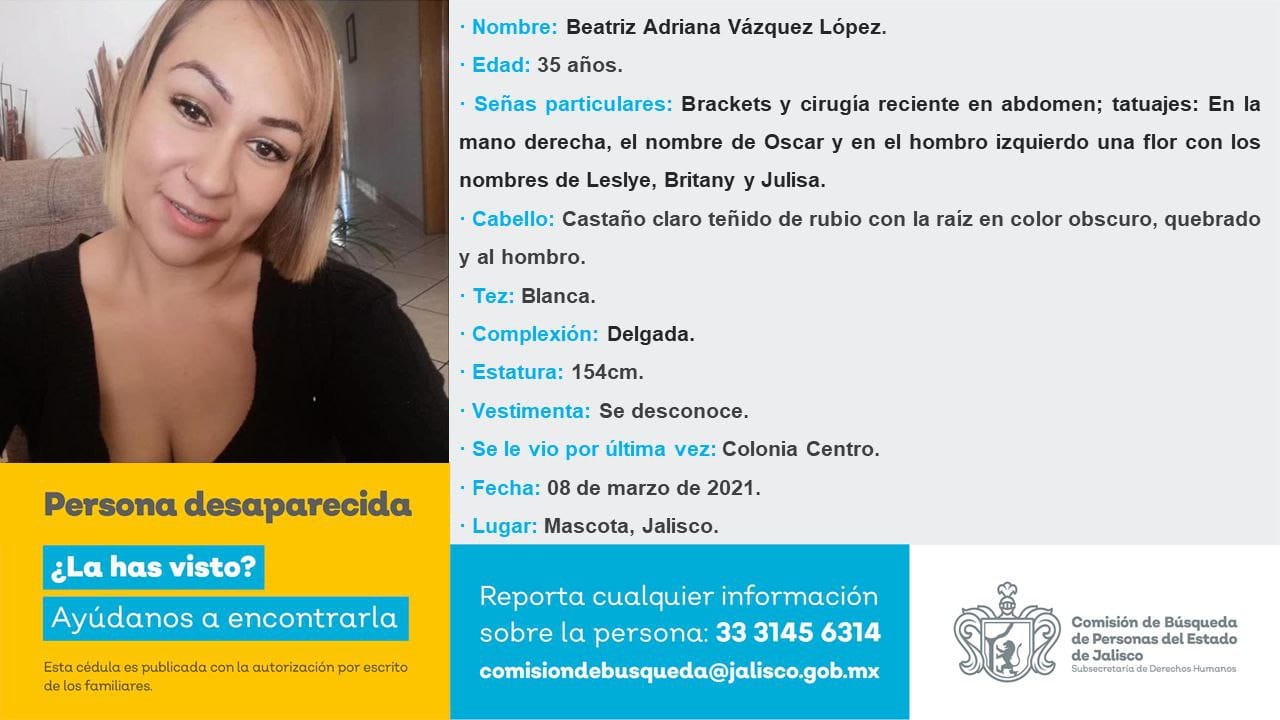 · Nombre: Beatriz Adriana Vázquez López.
· Edad: 35 años.
· Señas particulares: Brackets y cirugía reciente en abdomen; tatuajes: En la
mano derecha, el nombre de Oscar y en el hombro izquierdo una flor con los
nombres de Leslye, Britany y Julisa.
· Cabello: Castaño claro teñido de rubio con la raíz en color obscuro, quebrado
y al hombro.
· Tez: Blanca.
· Complexión: Delgada.
· Estatura: 154cm.
· Vestimenta: Se desconoce.
· Se le vio por última vez: Colonia Centro.
· Fecha: 08 de marzo de 2021.
· Lugar: Mascota, Jalisco.
Persona desaparecida
¿La has visto?
Ayúdanos a encontrarla
Esta cédula es publicada con la autorización por escrito
de los familiares.
Reporta cualquier información
sobre la persona: 33 3145 6314
comisiondebusqueda@jalisco.gob.mx
Comisión de Búsqueda
de Personas del Estado
de Jalisco
Subsecretaría de Derechos Humanos